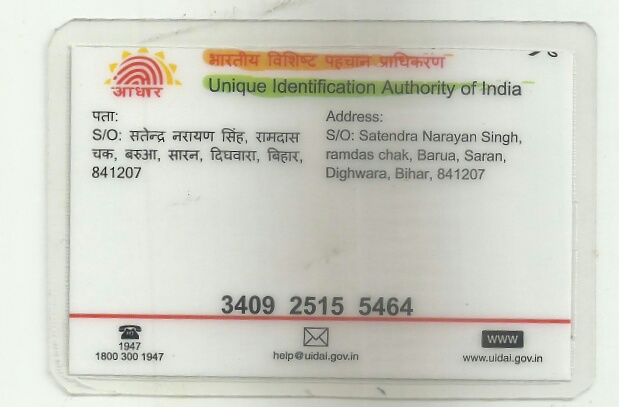 भारतीय विशिष्ट पहचान प्राधिकरण
Unique Identification Authority of India
आधार
पता:
S/O: सतेन्द्र नरायण सिंह, रामदास
चक, बरुआ, सारन, दिघवारा, बिहार,
841207
Address:
S/O: Satendra Narayan Singh,
ramdas chak, Barua, Saran,
Dighwara, Bihar, 841207
3409 2515 5464
1947
1800 300 1947
help@uidai.gov.in
WWW
www.uidai.gov.in